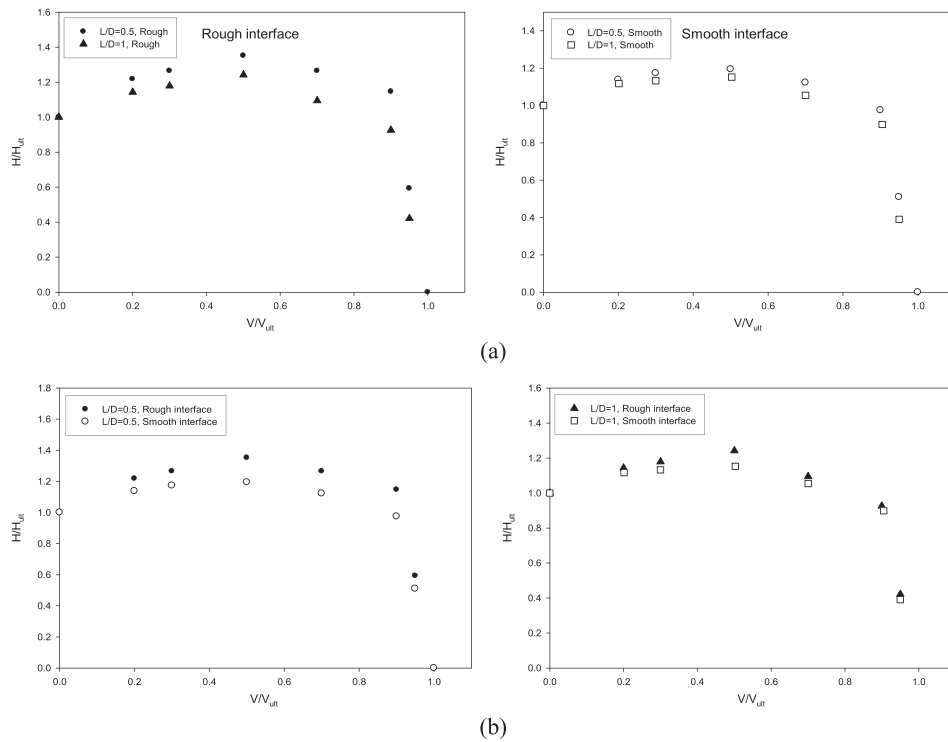 L/D=0.5, Rough
L/D=1, Rough
Rough interface
1.6
1.4
1.2
1.0
0.8
0.6
0.4
0.2
0.0
H/Hult
0.0 0.2 0.4 0.6 0.8 1.0
V/Vult
L/D=0.5, Smooth
L/D=1, Smooth
Smooth interface
1.4
1.2
1.0
0.8
0.6
0.4
0.2
0.0
H/Hult
0.0 0.2 0.4 0.6 0.8 1.0
V/Vult
(a)
L/D=0.5, Rough interface
L/D=0.5, Smooth interface
1.8
1.6
1.4
1.2
1.0
0.8
0.6
0.4
0.2
0.0
H/Hult
0.0 0.2 0.4 0.6 0.8 1.0
V/Vult
L/D=1, Rough interface
L/D=1, Smooth interface
1.6
1.4
1.2
1.0
0.8
0.6
0.4
0.2
0.0
H/Hult
0.0 0.2 0.4 0.6 0.8 1.0
V/Vult
(b)